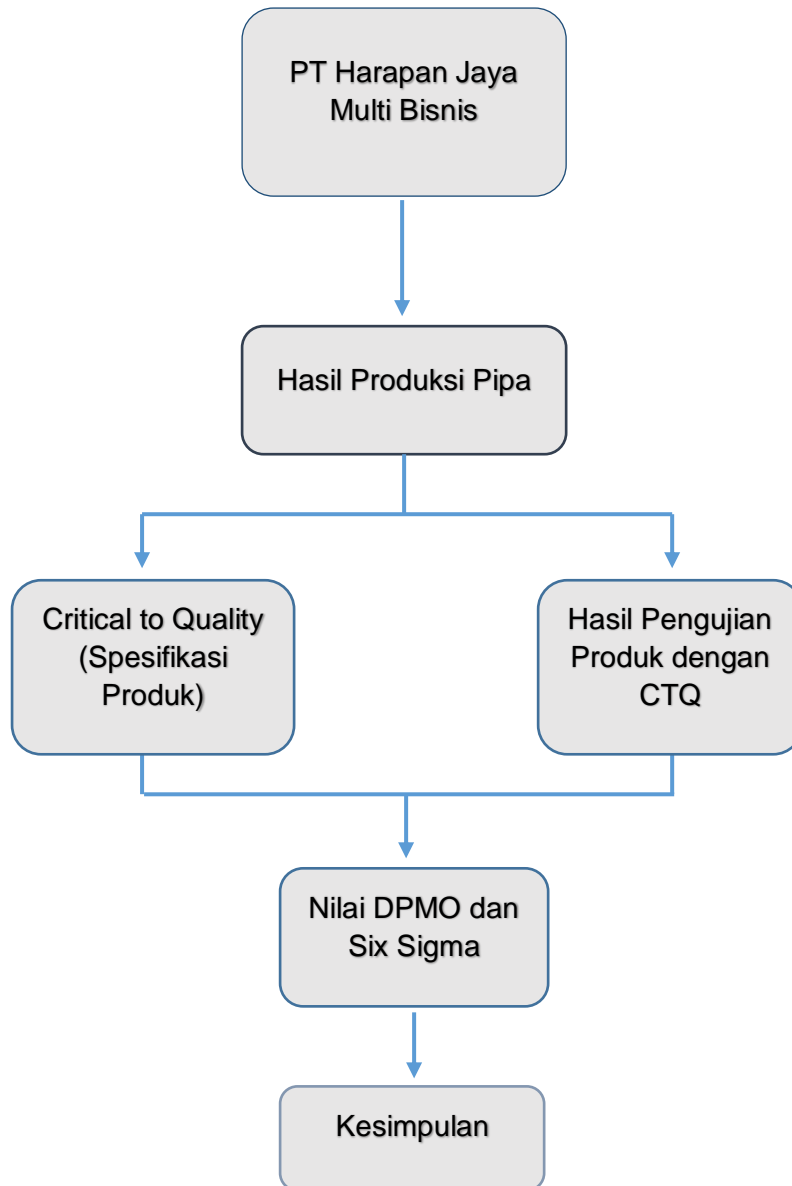 PT Harapan Jaya
Multi Bisnis
Hasil Produksi Pipa
Critical to Quality
(Spesifikasi
Produk)
Hasil Pengujian
Produk dengan
CTQ
Nilai DPMO dan
Six Sigma
Kesimpulan